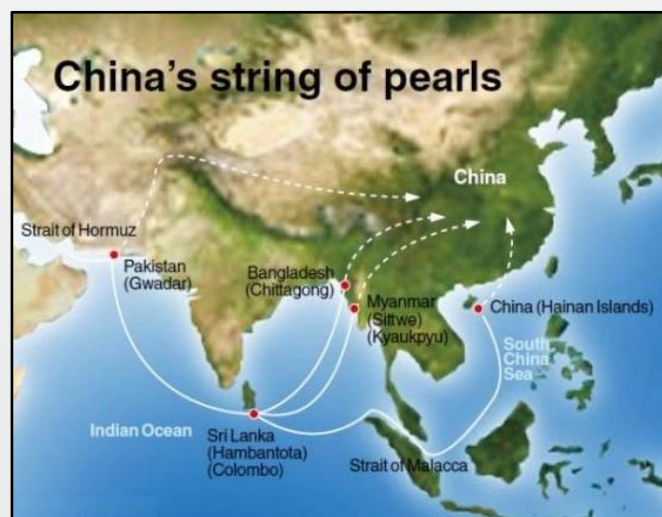 China's string of pearls
China
Strait of Hormuz
Pakistan
(Gwadar)
Bangladesh
(Chittagong)
Myanmar
(Sittwe)
(Kyaukpyu)
China (Hainan Islands)
South
China
Sea
Indian Ocean
Sri Lanka
(Hambantota)
(Colombo)
Strait of Malacca